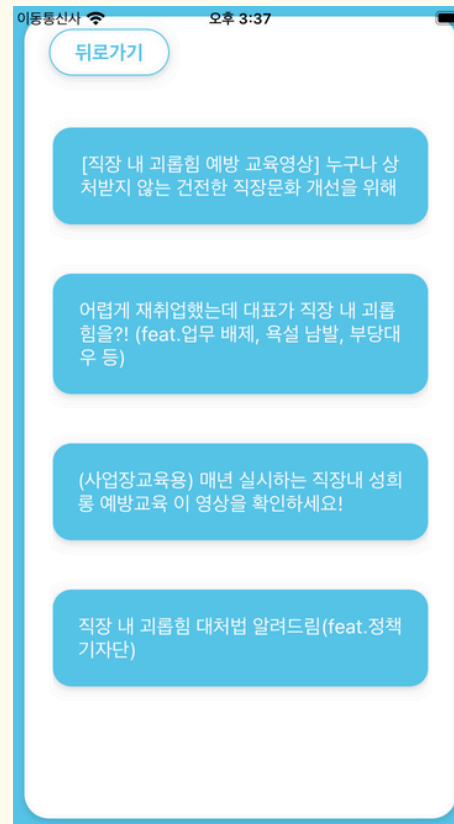 이동통신사 오후 3:37
뒤로가기
[직장 내 괴롭힘 예방 교육영상] 누구나 상
처받지 않는 건전한 직장문화 개선을 위해
어렵게 재취업했는데 대표가 직장 내 괴롭
힘을?! (feat.업무 배제, 욕설 남발, 부당대
우 등)
(사업장교육용) 매년 실시하는 직장내 성희
롱 예방교육 이 영상을 확인하세요!
직장 내 괴롭힘 대처법 알려드림(feat.정책
기자단)